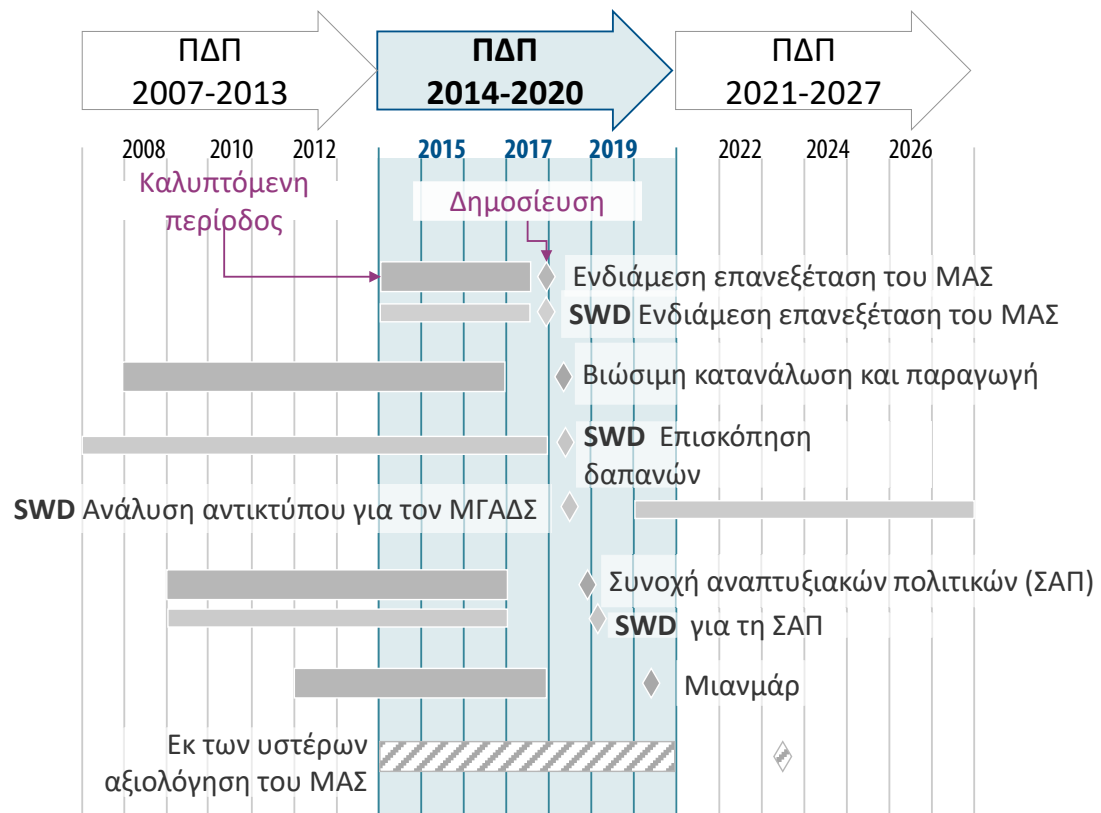 ΠΔΠ
2007-2013
ΠΔΠ
2014-2020
ΠΔΠ
2021-2027
2008 2010 2012 2015 2017 2019 2022 2024 2026
Καλυπτόμενη
περίοδος
Δημοσίευση
Ενδιάμεση επανεξέταση του ΜΑΣ
SWD Ενδιάμεση επανεξέταση του ΜΑΣ
Βιώσιμη κατανάλωση και παραγωγή
SWD Επισκόπηση
δαπανών
SWD Ανάλυση αντικτύπου για τον ΜΓΑΔΣ
Συνοχή αναπτυξιακών πολιτικών (ΣΑΠ)
SWD για τη ΣΑΠ
Μιανμάρ
Εκ των υστέρων
αξιολόγηση του ΜΑΣ